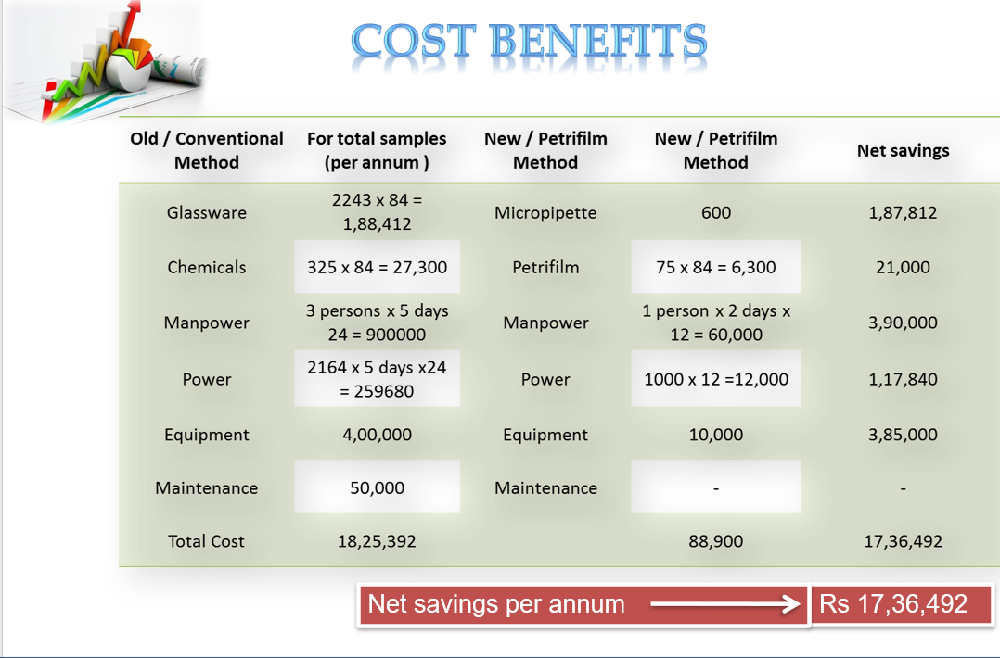 COST BENEFITS
Old / Conventional Method
For total samples (per annum )
New / Petrifilm Method
New / Petrifilm Method
Net savings
Glassware
2243 x 84 =
1,88,412
Micropipette
600
1,87,812
Chemicals
325 x 84 = 27,300
Petrifilm
75 x 84 = 6,300
21,000
Manpower
3 persons x 5 days
24 = 900000
Manpower
1 person x 2 days x
12 = 60,000
3,90,000
Power
2164 x 5 days x24
= 259680
Power
1000 x 12 =12,000
1,17,840
Equipment
4,00,000
Equipment
10,000
3,85,000
Maintenance
50,000
Maintenance
-
-
Total Cost
18,25,392
88,900
17,36,492
Net savings per annum
Rs 17,36,492